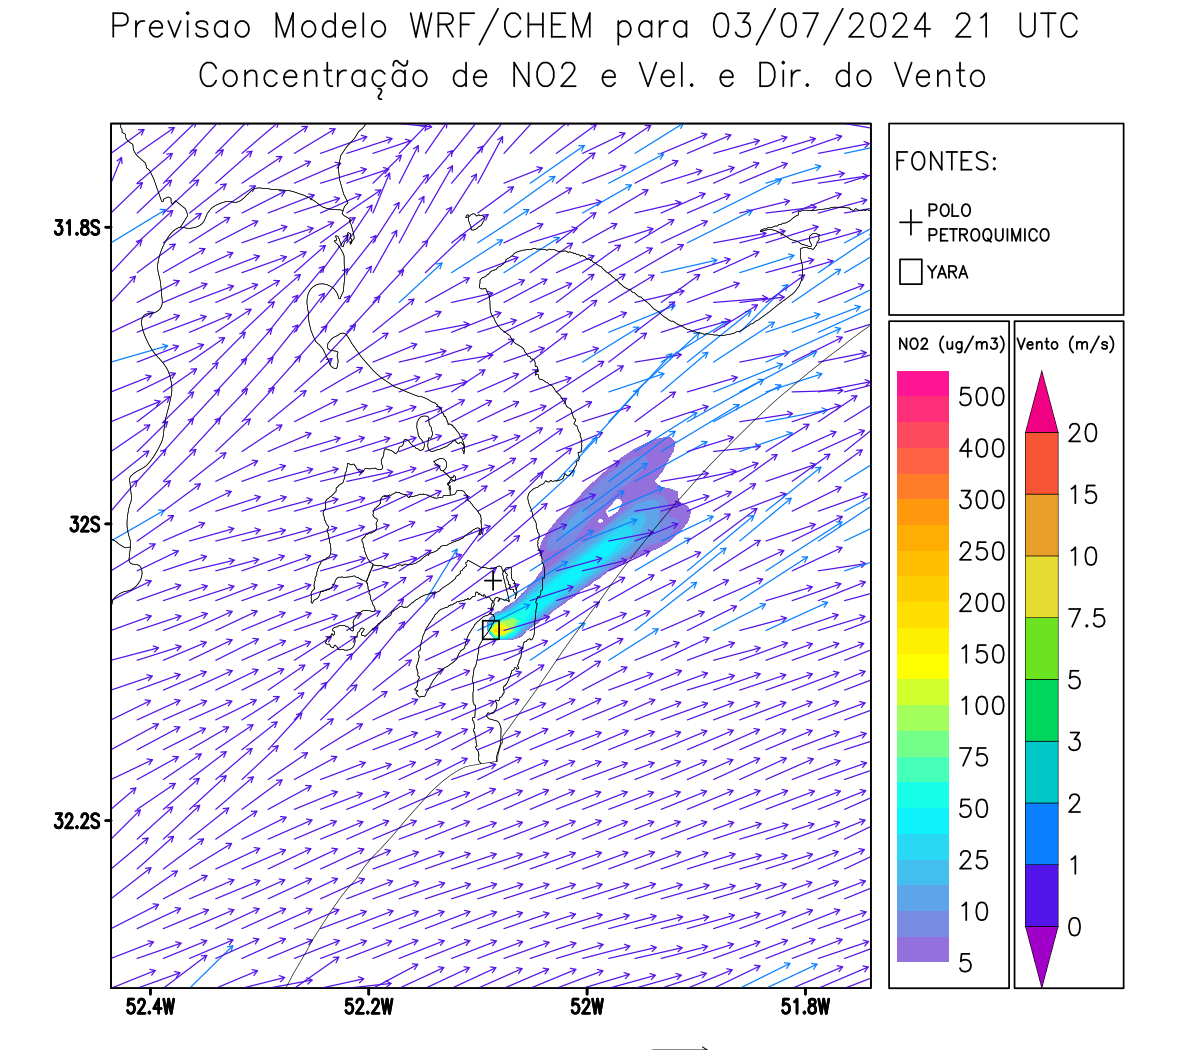 Previsao Modelo WRF/CHEM para 03/07/2024 21 UTC
Concentração de NO2 e Vel. e Dir. do Vento
FONTES:
POLO
PETROQUIMICO
YARA
31.8S
32S
32.2S
52.4W
52.2W
52W
51.8W
NO2 (ug/m3)
500
400
300
250
200
150
100
75
50
25
10
5
Vento (m/s)
20
15
10
7.5
5
3
2
1
0